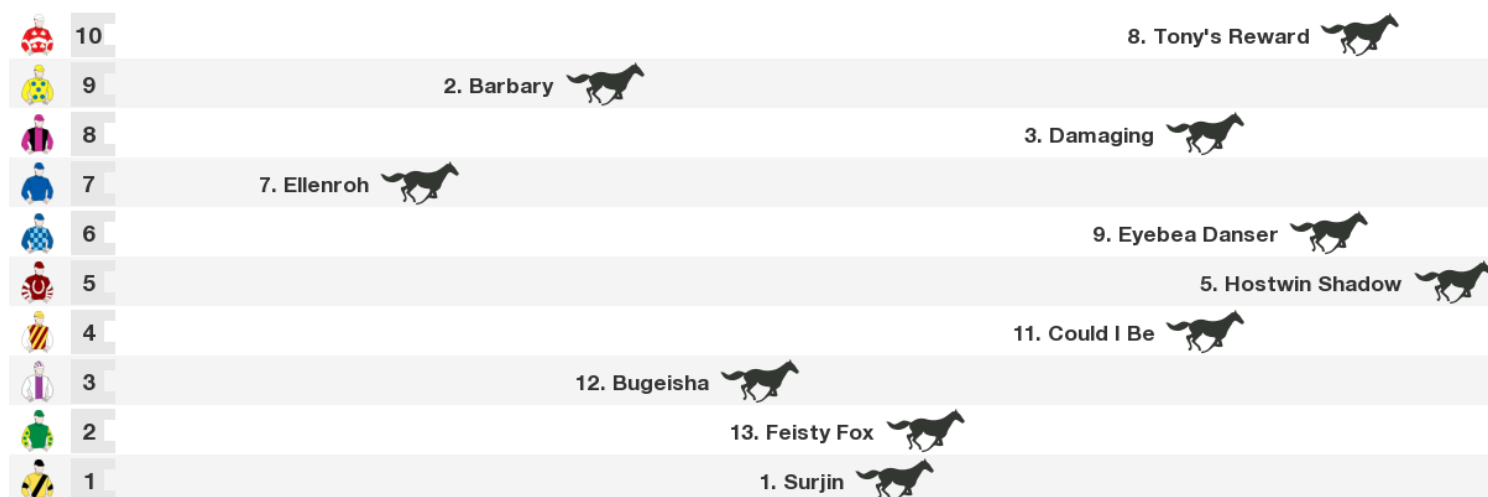 10 8. Tony's Reward
9 2. Barbary
8 3. Damaging
7 7. Ellenroh
6 9. Eyebea Danser
5 5. Hostwin Shadow
4 11. Could I Be
3 12. Bugeisha
2 13. Feisty Fox
1 1. Surjin